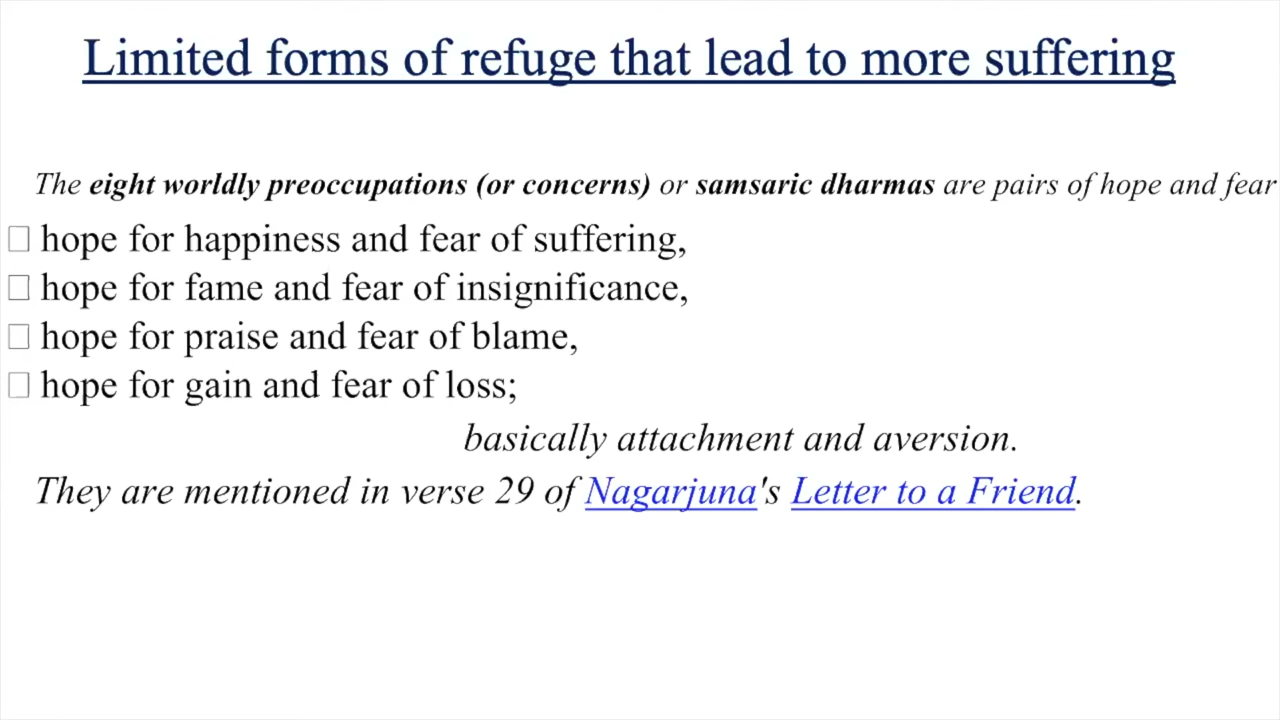 Limited forms of refuge that lead to more suffering
The eight worldly preoccupations (or concerns) or samsaric dharmas are pairs of hope and fear
hope for happiness and fear of suffering,
hope for fame and fear of insignificance,
hope for praise and fear of blame,
hope for gain and fear of loss;
basically attachment and aversion.
They are mentioned in verse 29 of Nagarjuna's Letter to a Friend.